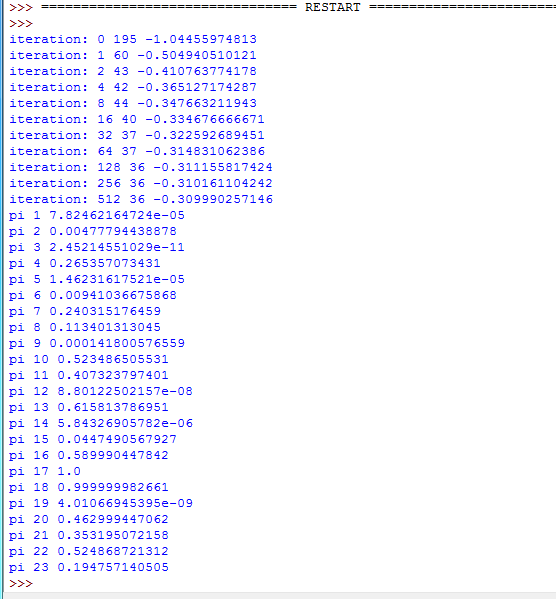 >>> ================================ RESTART ================================
>>>
iteration: 0 195 -1.04455974813
iteration: 1 60 -0.504940510121
iteration: 2 43 -0.410763774178
iteration: 4 42 -0.365127174287
iteration: 8 44 -0.347663211943
iteration: 16 40 -0.334676666671
iteration: 32 37 -0.322592689451
iteration: 64 37 -0.314831062386
iteration: 128 36 -0.311155817424
iteration: 256 36 -0.310161104242
iteration: 512 36 -0.309990257146
pi 1 7.82462164724e-05
pi 2 0.00477794438878
pi 3 2.45214551029e-11
pi 4 0.265357073431
pi 5 1.46231617521e-05
pi 6 0.00941036675868
pi 7 0.240315176459
pi 8 0.113401313045
pi 9 0.000141800576559
pi 10 0.523486505531
pi 11 0.407323797401
pi 12 8.80122502157e-08
pi 13 0.615813786951
pi 14 5.84326905782e-06
pi 15 0.0447490567927
pi 16 0.589990447842
pi 17 1.0
pi 18 0.999999982661
pi 19 4.01066945395e-09
pi 20 0.462999447062
pi 21 0.353195072158
pi 22 0.524868721312
pi 23 0.194757140505
>>>